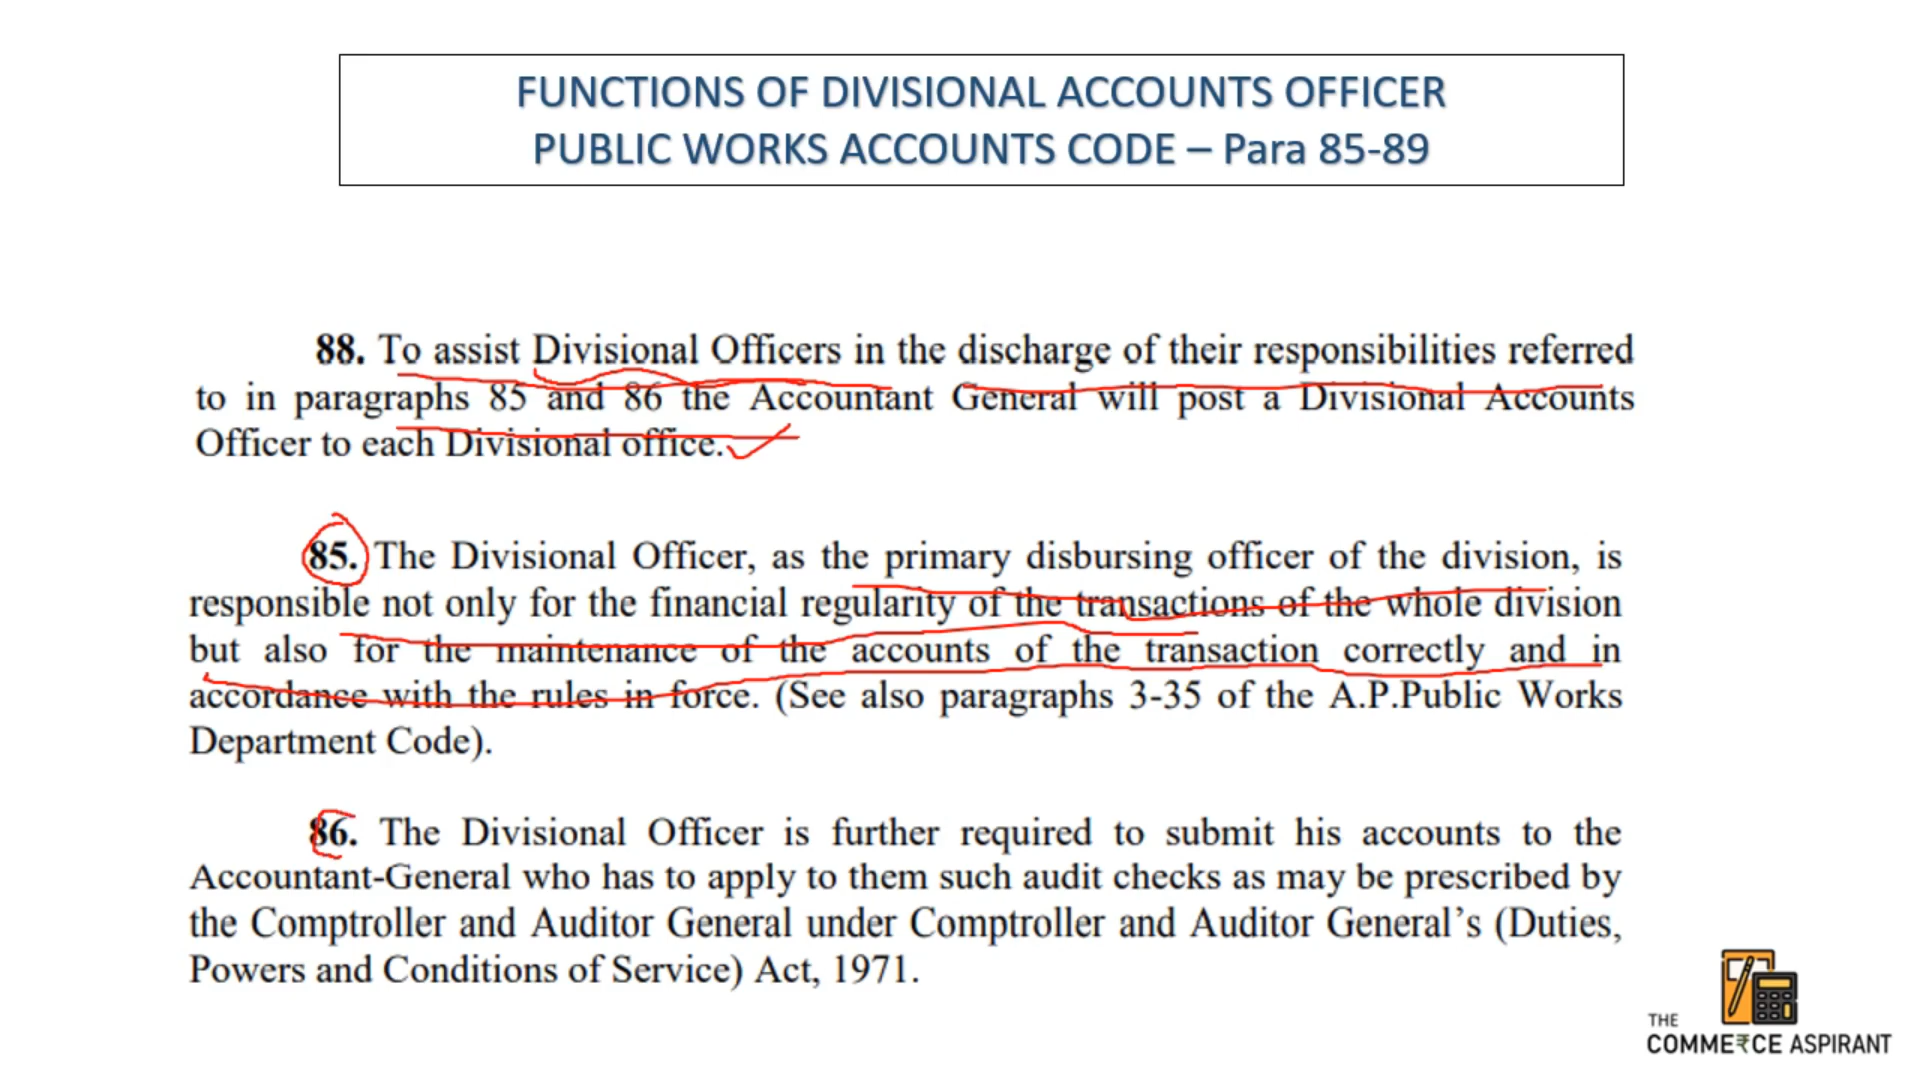 FUNCTIONS OF DIVISIONAL ACCOUNTS OFFICER
PUBLIC WORKS ACCOUNTS CODE – Para 85-89
88. To assist Divisional Officers in the discharge of their responsibilities referred
to in paragraphs 85 and 86 the Accountant General will post a Divisional Accounts
Officer to each Divisional office.
85. The Divisional Officer, as the primary disbursing officer of the division, is
responsible not only for the financial regularity of the transactions of the whole division
but also for the maintenance of the accounts of the transaction correctly and in
accordance with the rules in force. (See also paragraphs 3-35 of the A.P.Public Works
Department Code).
86. The Divisional Officer is further required to submit his accounts to the
Accountant-General who has to apply to them such audit checks as may be prescribed by
the Comptroller and Auditor General under Comptroller and Auditor General’s (Duties,
Powers and Conditions of Service) Act, 1971.
THE
COMME₹CE ASPIRANT